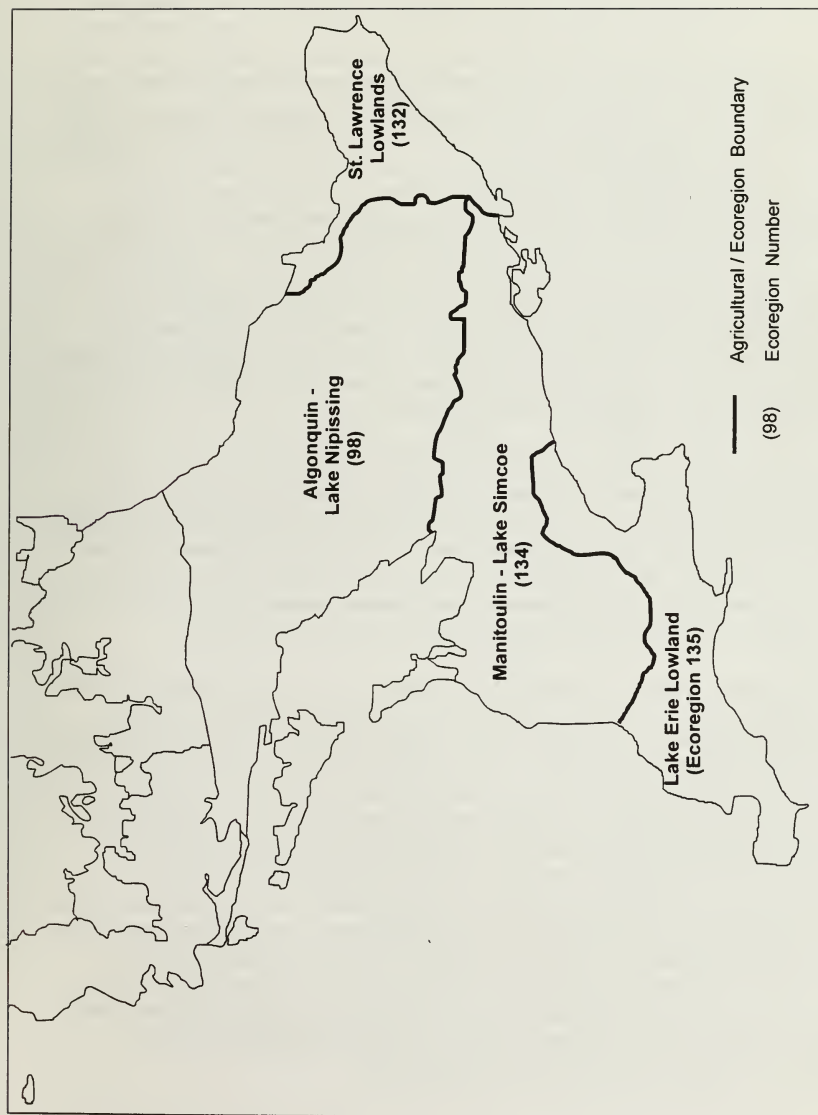 St. Lawrence
Lowlands
(132)
Algonquin -
Lake Nipissing
(98)
Manitoulin - Lake Simcoe
(134)
Lake Erie Lowland
(Ecoregion 135)
Agricultural / Ecoregion Boundary
(98) Ecoregion Number